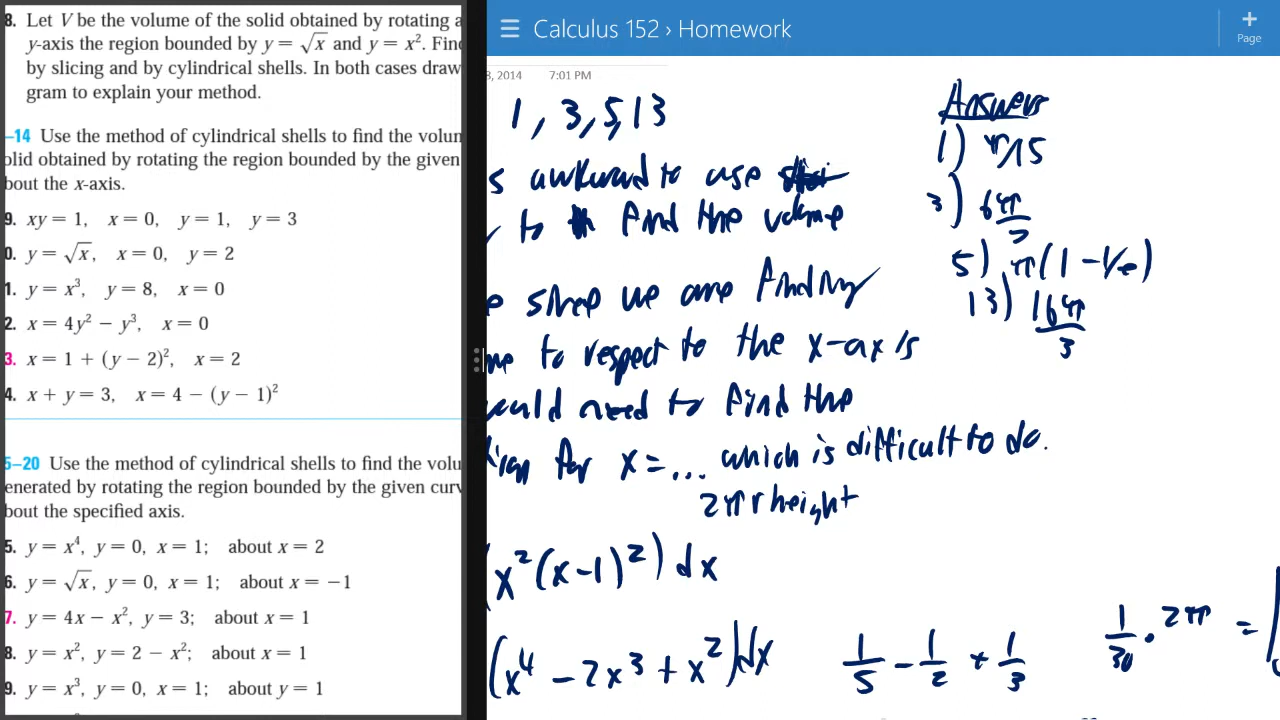 8. Let V be the volume of the solid obtained by rotating a
y-axis the region bounded by y = √x and y = x². Find
by slicing and by cylindrical shells. In both cases draw
gram to explain your method.
–14 Use the method of cylindrical shells to find the volum
olid obtained by rotating the region bounded by the given
bout the x-axis.
9. xy = 1, x = 0, y = 1, y = 3
0. y = √x, x = 0, y = 2
1. y = x³, y = 8, x = 0
2. x = 4y² − y³, x = 0
3. x = 1 + (y − 2)², x = 2
4. x + y = 3, x = 4 − (y − 1)²
5–20 Use the method of cylindrical shells to find the volu
enerated by rotating the region bounded by the given curv
bout the specified axis.
5. y = x⁴, y = 0, x = 1; about x = 2
6. y = √x, y = 0, x = 1; about x = −1
7. y = 4x − x², y = 3; about x = 1
8. y = x², y = 2 − x²; about x = 1
9. y = x³, y = 0, x = 1; about y = 1
Calculus 152 › Homework
Page
8, 2014 7:01 PM
1, 3, 5, 13
s awkward to use
to find the volume
e since we are finding
me to respect to the x-axis
ould need to find the
tion for x = ... which is difficult to do.
2π r height
(x²(x-1)²) dx
(x⁴ - 2x³ + x²) dx
1/5 - 1/2 + 1/3
1/30 · 2π =
Answers
1) π/15
3) 6π/
5) π(1 - 1/e)
13) 16π/3